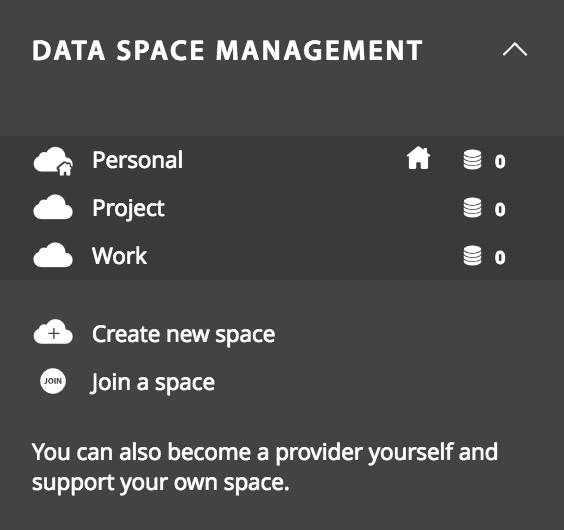 DATA SPACE MANAGEMENT
Personal 0
Project 0
Work 0
Create new space
JOIN Join a space
You can also become a provider yourself and
support your own space.